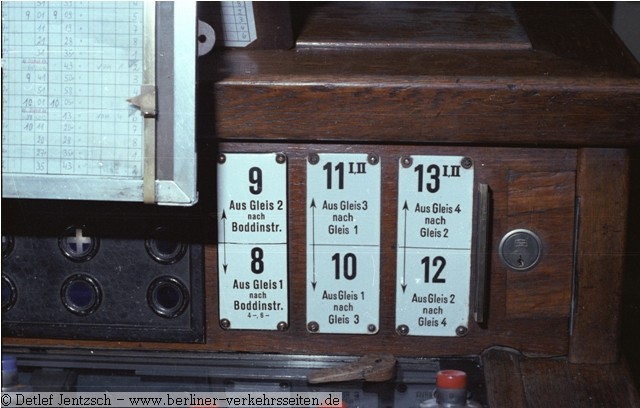 9
Aus Gleis 2
nach
Boddinstr.
8
Aus Gleis 1
nach
Boddinstr.
4-, 6-
11 I,II
Aus Gleis 3
nach
Gleis 1
10
Aus Gleis 1
nach
Gleis 3
13 I,II
Aus Gleis 4
nach
Gleis 2
12
Aus Gleis 2
nach
Gleis 4
© Detlef Jentzsch - www.berliner-verkehrsseiten.de